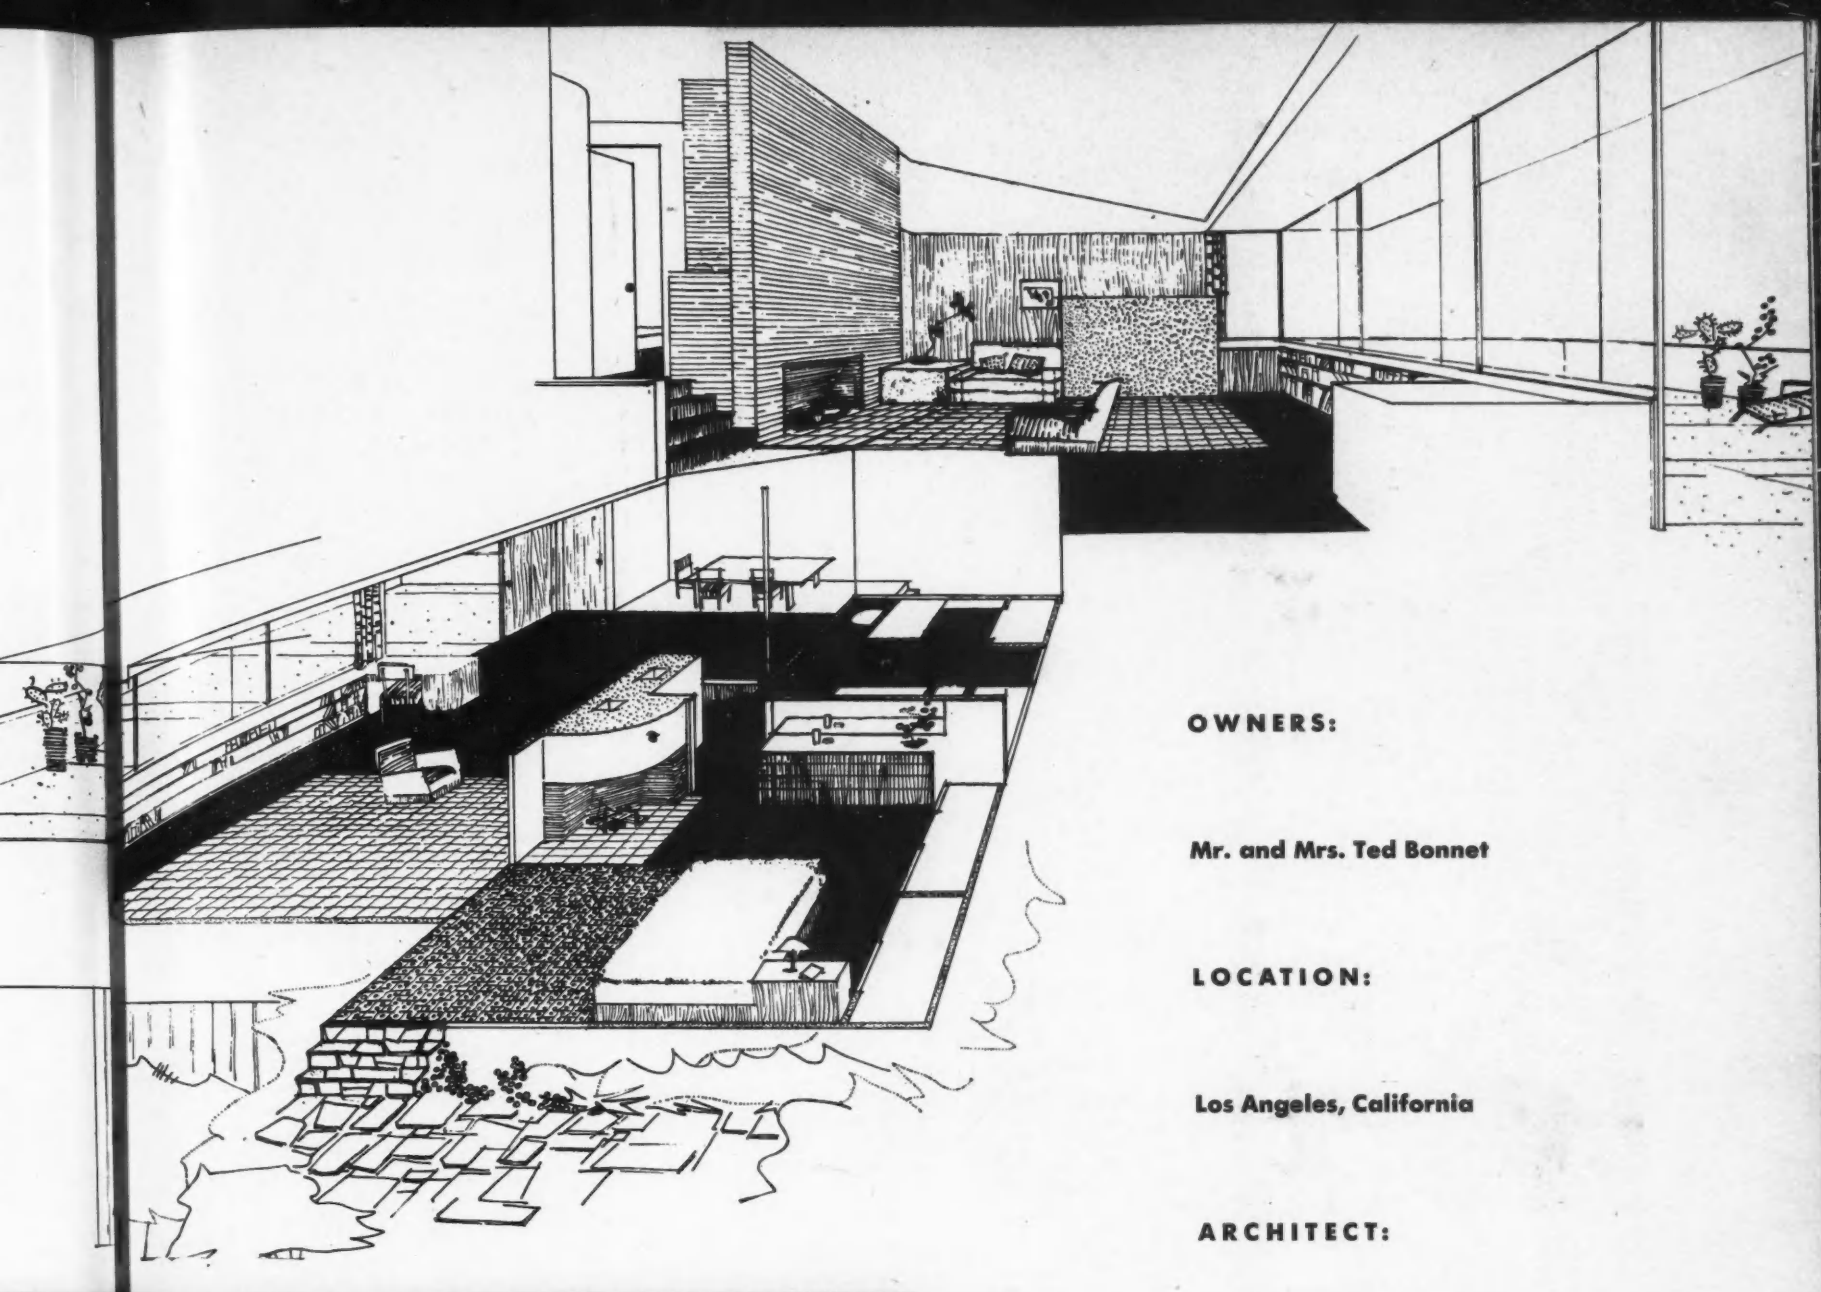 OWNERS:
Mr. and Mrs. Ted Bonnet
LOCATION:
Los Angeles, California
ARCHITECT: